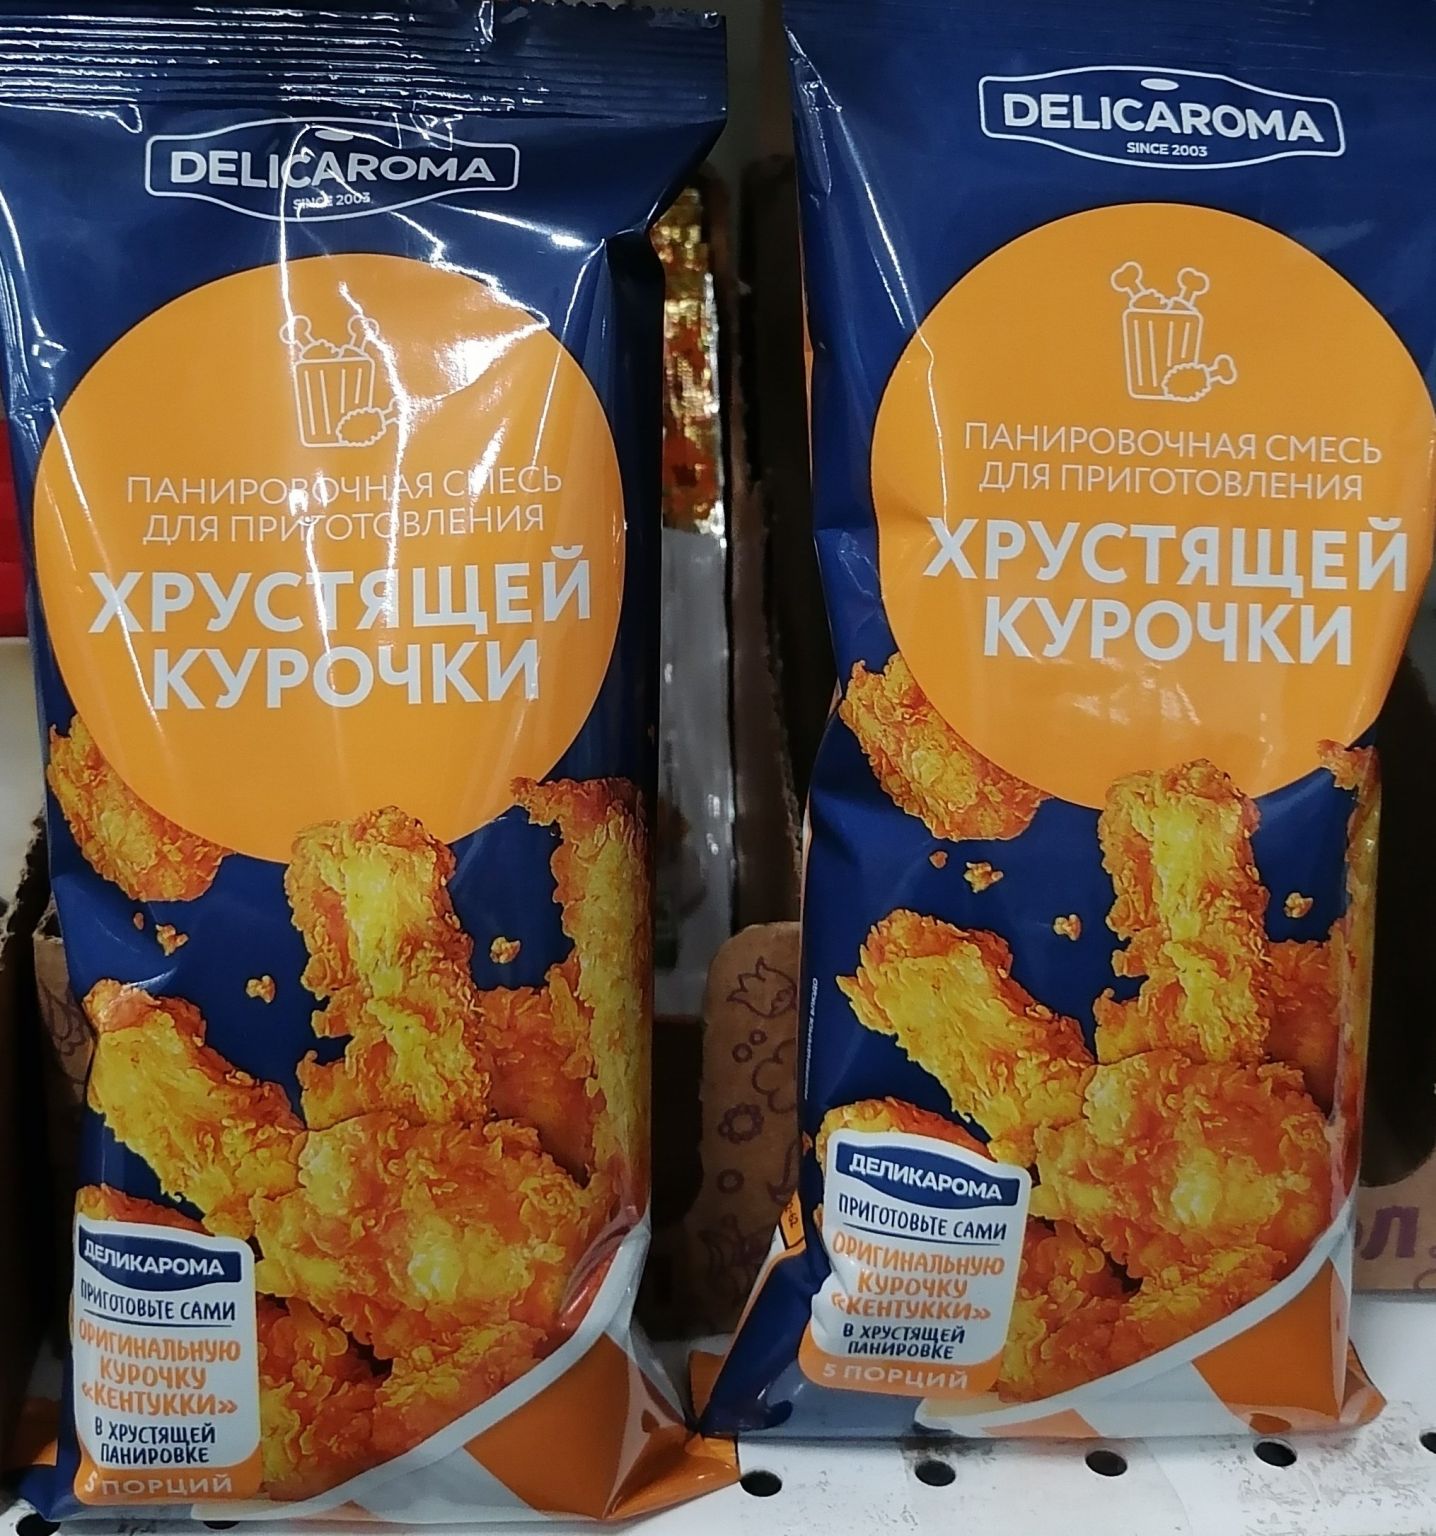 DELICAROMA
SINCE 2003
ПАНИРОВОЧНАЯ СМЕСЬ
ДЛЯ ПРИГОТОВЛЕНИЯ
ХРУСТЯЩЕЙ
КУРОЧКИ
ДЕЛИКАРОМА
ПРИГОТОВЬТЕ САМИ
ОРИГИНАЛЬНУЮ
КУРОЧКУ
«КЕНТУККИ»
В ХРУСТЯЩЕЙ
ПАНИРОВКЕ
5 ПОРЦИЙ
DELICAROMA
SINCE 2003
ПАНИРОВОЧНАЯ СМЕСЬ
ДЛЯ ПРИГОТОВЛЕНИЯ
ХРУСТЯЩЕЙ
КУРОЧКИ
ДЕЛИКАРОМА
ПРИГОТОВЬТЕ САМИ
ОРИГИНАЛЬНУЮ
КУРОЧКУ
«КЕНТУККИ»
В ХРУСТЯЩЕЙ
ПАНИРОВКЕ
5 ПОРЦИЙ